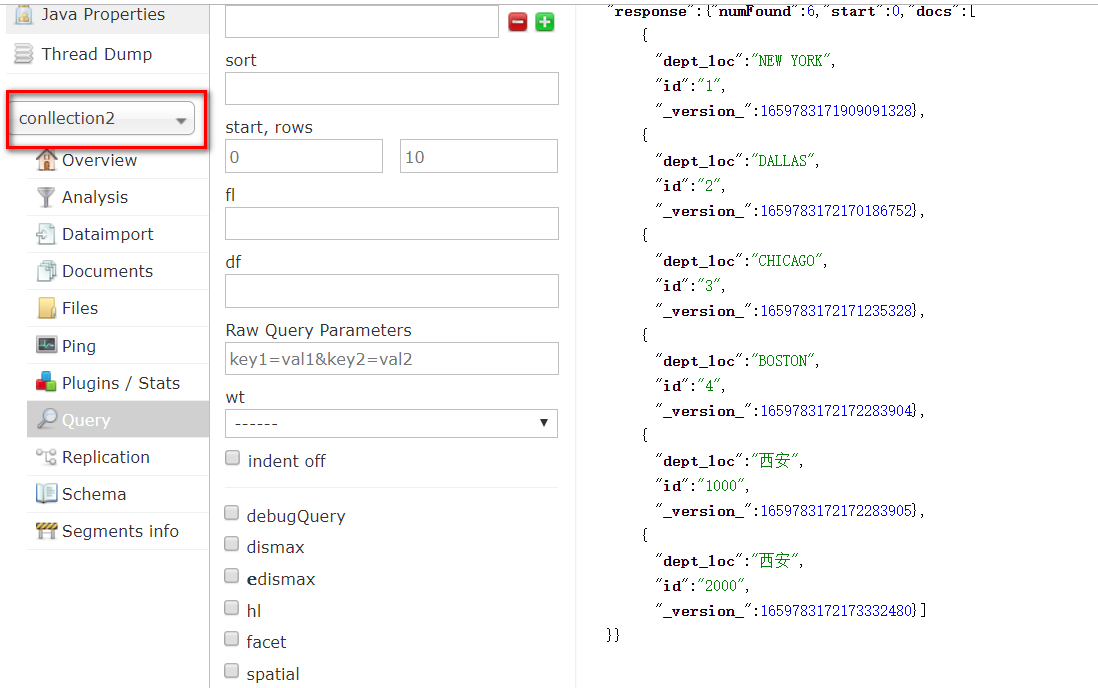 Java Properties
Thread Dump
conllection2
Overview
Analysis
Dataimport
Documents
Files
Ping
Plugins / Stats
Query
Replication
Schema
Segments info
sort
start, rows
0
10
fl
df
Raw Query Parameters
key1=val1&key2=val2
wt
------
indent off
debugQuery
dismax
edismax
hl
facet
spatial
"response":{"numFound":6,"start":0,"docs":[
{
"dept_loc":"NEW YORK",
"id":"1",
"_version_":1659783171909091328},
{
"dept_loc":"DALLAS",
"id":"2",
"_version_":1659783172170186752},
{
"dept_loc":"CHICAGO",
"id":"3",
"_version_":1659783172171235328},
{
"dept_loc":"BOSTON",
"id":"4",
"_version_":1659783172172283904},
{
"dept_loc":"西安",
"id":"1000",
"_version_":1659783172172283905},
{
"dept_loc":"西安",
"id":"2000",
"_version_":1659783172173332480}]
}}